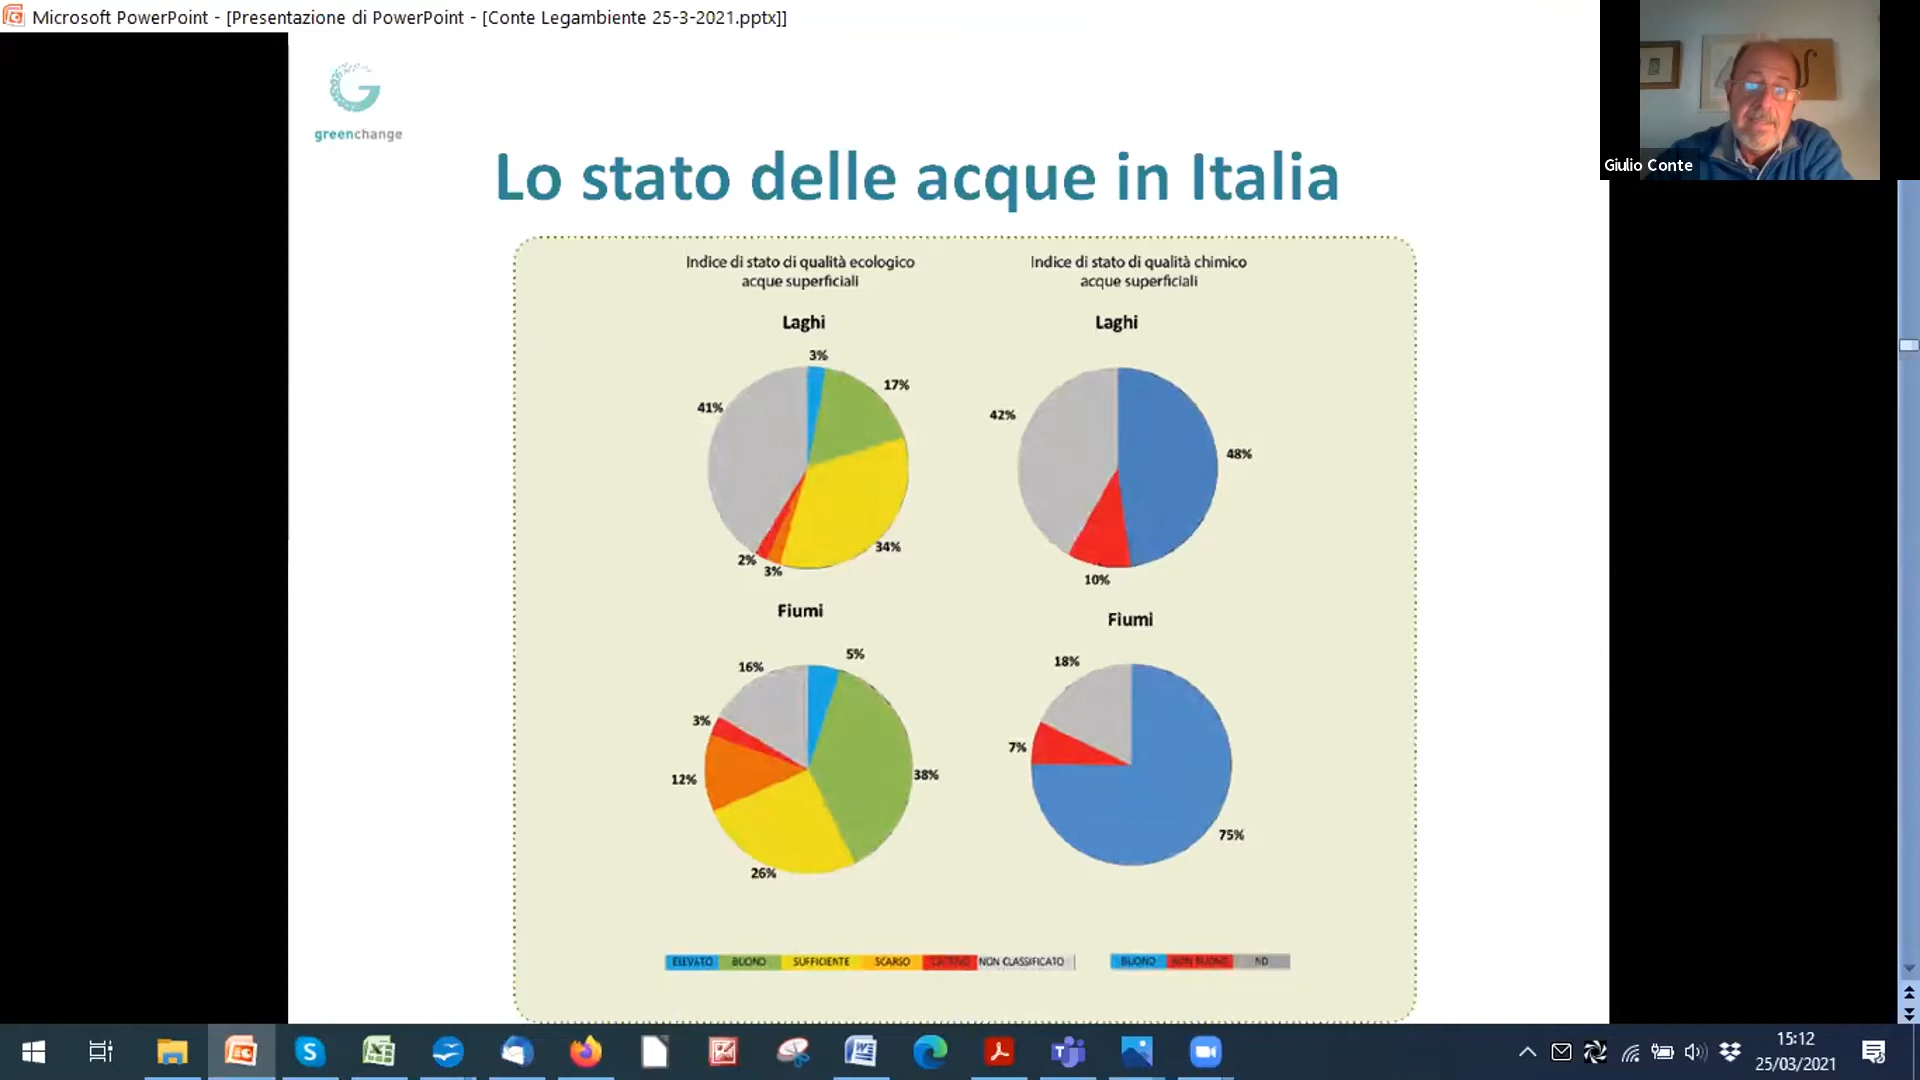 Microsoft PowerPoint - [Presentazione di PowerPoint - [Conte Legambiente 25-3-2021.pptx]]
Giulio Conte
greenchange
Lo stato delle acque in Italia
Indice di stato di qualità ecologico
acque superficiali
Indice di stato di qualità chimico
acque superficiali
Laghi
3%
17%
41%
34%
2%
3%
Laghi
42%
48%
10%
Fiumi
5%
16%
3%
38%
12%
26%
Fiumi
18%
7%
75%
ELEVATO BUONO SUFFICIENTE SCARSO CATTIVO NON CLASSIFICATO
BUONO NON BUONO ND
15:12
25/03/2021